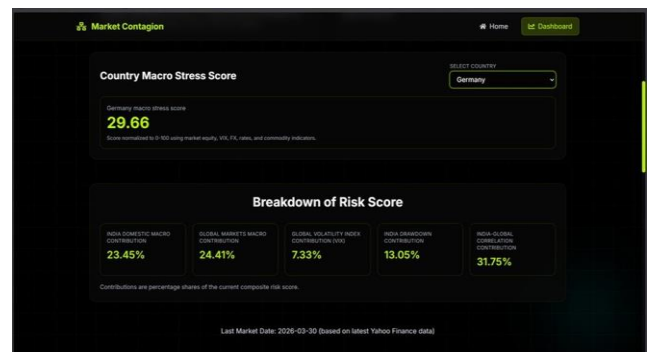 Market Contagion
Home
Dashboard
Country Macro Stress Score
SELECT COUNTRY
Germany
Germany macro stress score
29.66
Score normalized to 0-100 using market equity, VIX, FX, rates, and commodity indicators.
Breakdown of Risk Score
INDIA DOMESTIC MACRO
CONTRIBUTION
23.45%
GLOBAL MARKETS MACRO
CONTRIBUTION
24.41%
GLOBAL VOLATILITY INDEX
CONTRIBUTION (VIX)
7.33%
INDIA DRAWDOWN
CONTRIBUTION
13.05%
INDIA-GLOBAL
CORRELATION
CONTRIBUTION
31.75%
Contributions are percentage shares of the current composite risk score.
Last Market Date: 2026-03-30 (based on latest Yahoo Finance data)